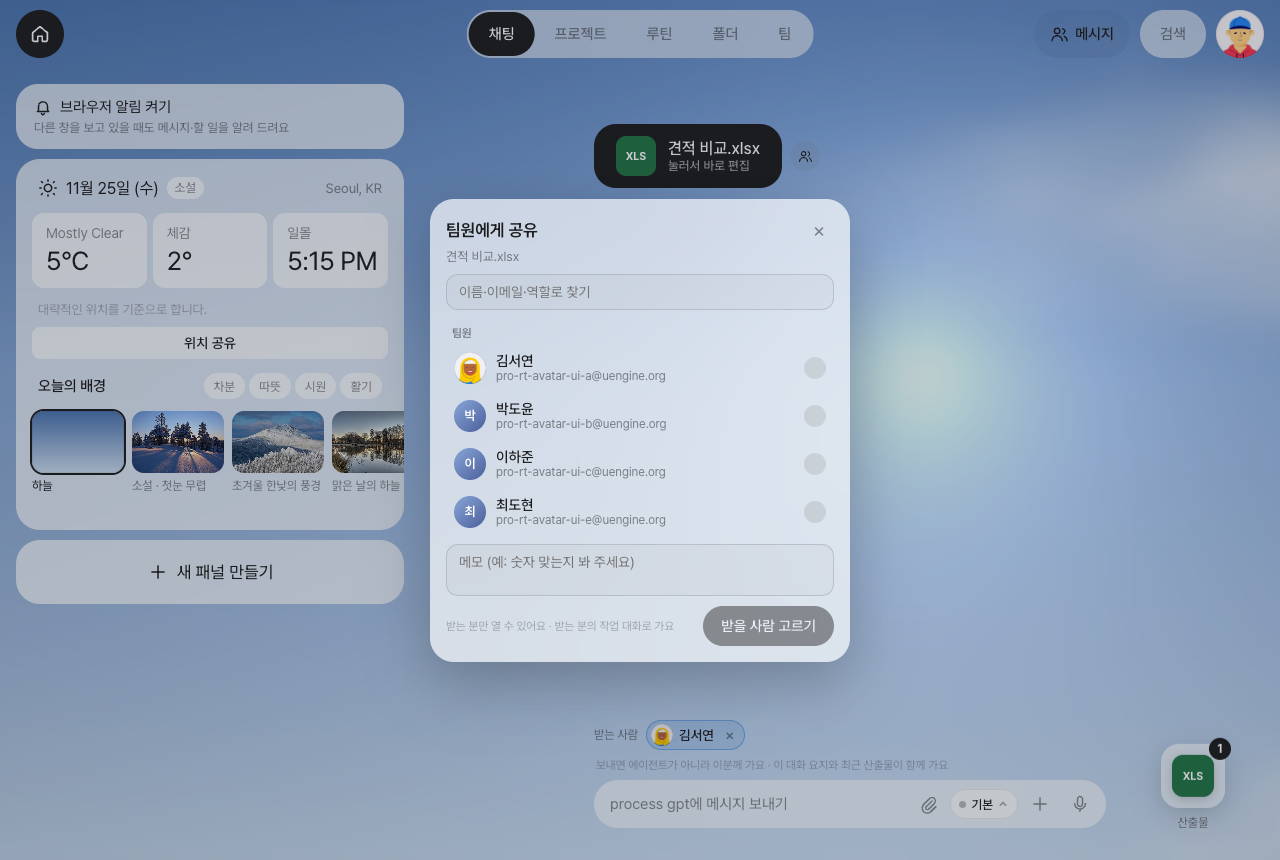 채팅
프로젝트
루틴
폴더
팀
메시지
검색
브라우저 알림 켜기
다른 창을 보고 있을 때도 메시지·할 일을 알려 드려요
11월 25일 (수)
소설
Seoul, KR
Mostly Clear
5°C
체감
2°
일몰
5:15 PM
대략적인 위치를 기준으로 합니다.
위치 공유
오늘의 배경
차분
따뜻
시원
활기
하늘
소설 · 첫눈 무렵
초겨울 한낮의 풍경
맑은 날의 하늘
새 패널 만들기
XLS
견적 비교.xlsx
눌러서 바로 편집
팀원에게 공유
견적 비교.xlsx
이름·이메일·역할로 찾기
팀원
김서연
pro-rt-avatar-ui-a@uengine.org
박
박도윤
pro-rt-avatar-ui-b@uengine.org
이
이하준
pro-rt-avatar-ui-c@uengine.org
최
최도현
pro-rt-avatar-ui-e@uengine.org
메모 (예: 숫자 맞는지 봐 주세요)
받는 분만 열 수 있어요 · 받는 분의 작업 대화로 가요
받을 사람 고르기
받는 사람
김서연
보내면 에이전트가 아니라 이분께 가요 · 이 대화 요지와 최근 산출물이 함께 가요
process gpt에 메시지 보내기
기본
1
XLS
산출물